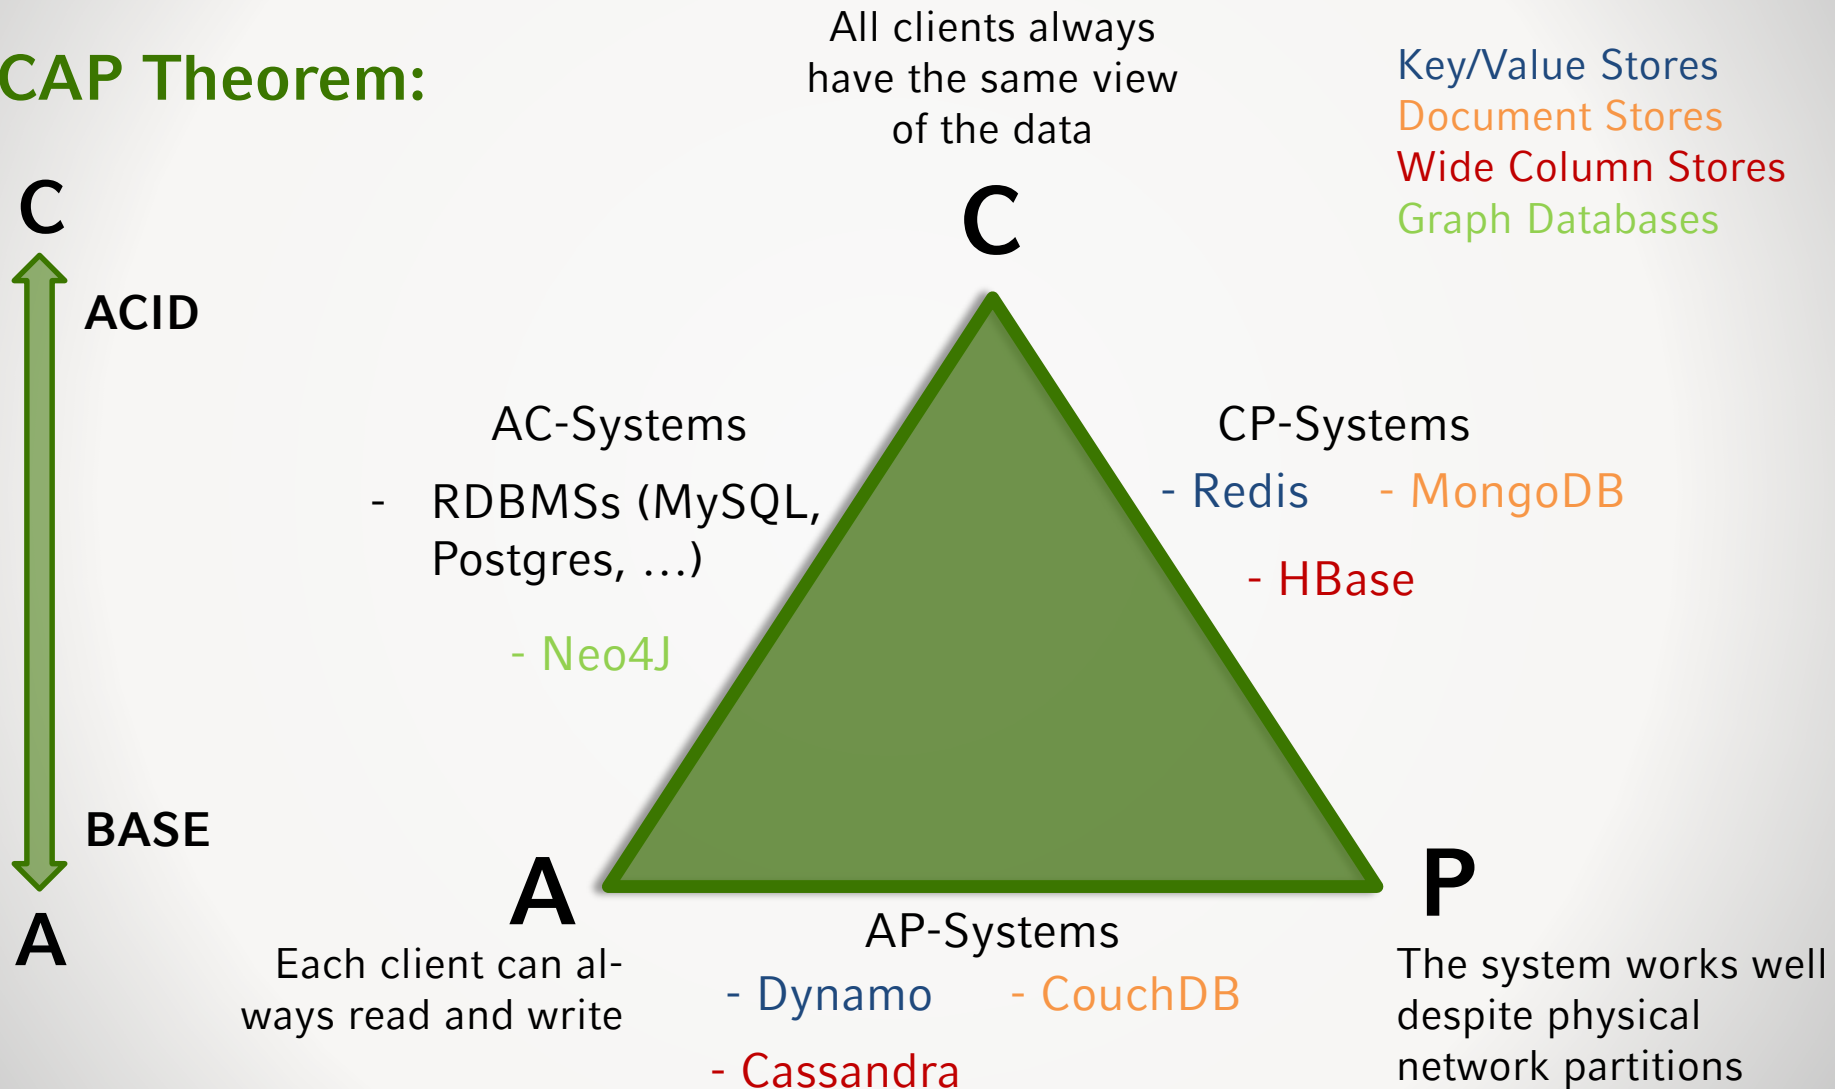 CAP Theorem:
All clients always
have the same view
of the data
Key/Value Stores
Document Stores
Wide Column Stores
Graph Databases
C
ACID
BASE
A
C
AC-Systems
- RDBMSs (MySQL,
Postgres, ...)
- Neo4J
CP-Systems
- Redis - MongoDB
- HBase
A
Each client can al-
ways read and write
AP-Systems
- Dynamo - CouchDB
- Cassandra
P
The system works well
despite physical
network partitions